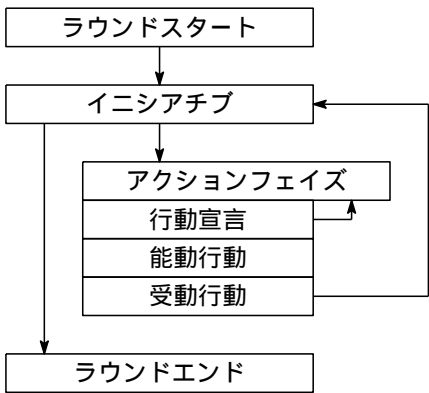 ラウンドスタート
イニシアチブ
アクションフェイズ
行動宣言
能動行動
受動行動
ラウンドエンド